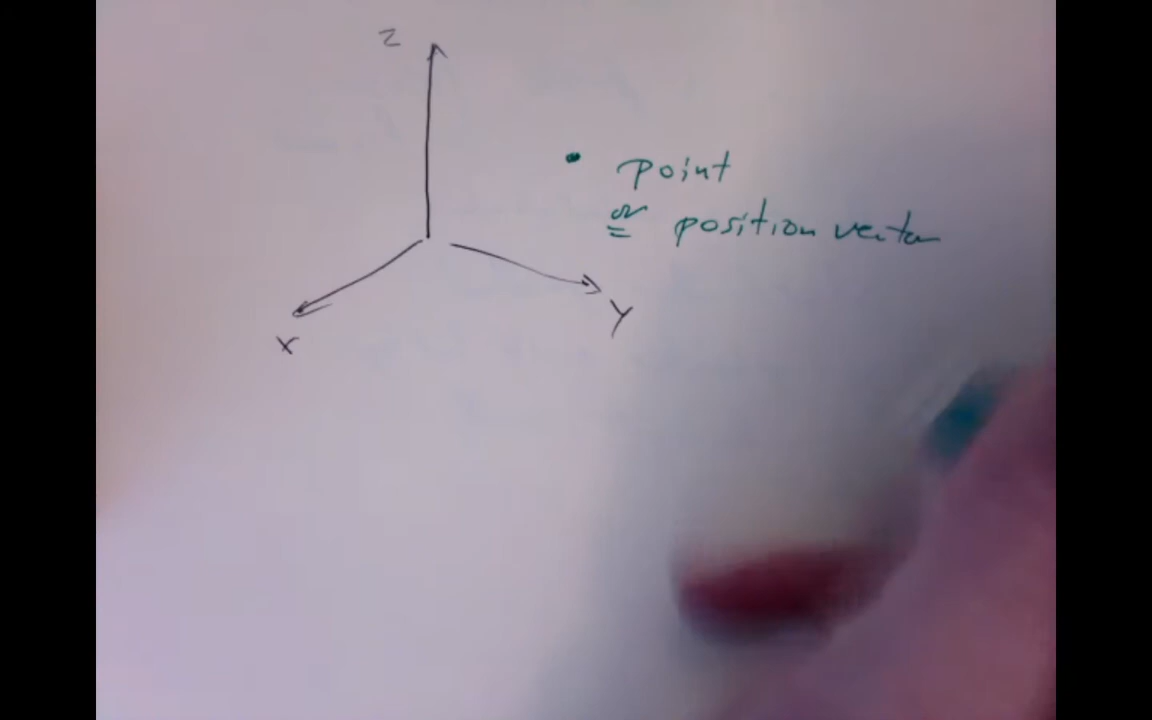 z
point
or position vector
y
x